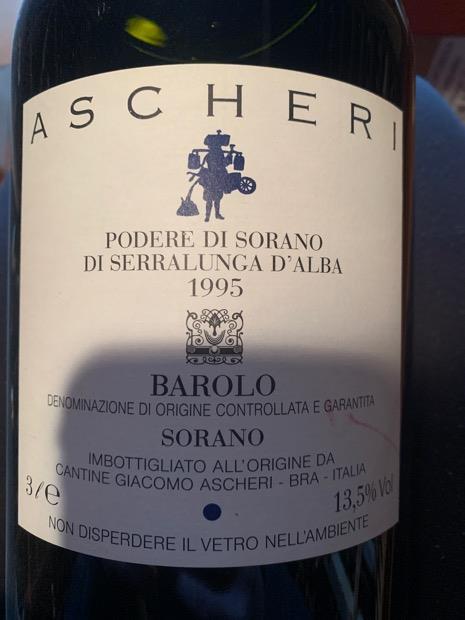 ASCHERI
PODERE DI SORANO
DI SERRALUNGA D'ALBA
1995
BAROLO
DENOMINAZIONE DI ORIGINE CONTROLLATA E GARANTITA
SORANO
IMBOTTIGLIATO ALL'ORIGINE DA
CANTINE GIACOMO ASCHERI - BRA - ITALIA
3 ℓ e 13,5% Vol
NON DISPERDERE IL VETRO NELL'AMBIENTE